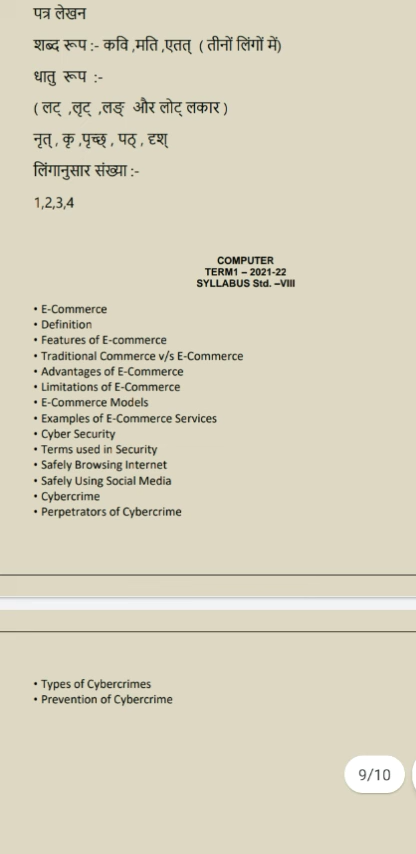 पत्र लेखन
शब्द रूप :- कवि ,मति ,एतत् ( तीनों लिंगों में)
धातु रूप :-
( लट् ,लृट् ,लङ् और लोट् लकार )
नृत् , कृ ,पृच्छ् , पठ् , दृश्
लिंगानुसार संख्या :-
1,2,3,4
COMPUTER
TERM1 – 2021-22
SYLLABUS Std. –VIII
• E-Commerce
• Definition
• Features of E-commerce
• Traditional Commerce v/s E-Commerce
• Advantages of E-Commerce
• Limitations of E-Commerce
• E-Commerce Models
• Examples of E-Commerce Services
• Cyber Security
• Terms used in Security
• Safely Browsing Internet
• Safely Using Social Media
• Cybercrime
• Perpetrators of Cybercrime
• Types of Cybercrimes
• Prevention of Cybercrime
9/10